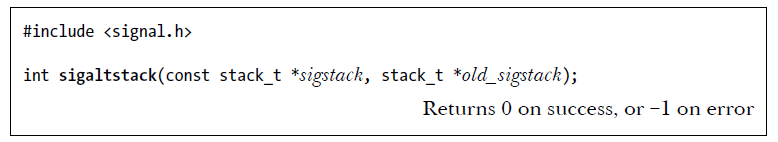 #include <signal.h>
int sigaltstack(const stack_t *sigstack, stack_t *old_sigstack);
Returns 0 on success, or −1 on error